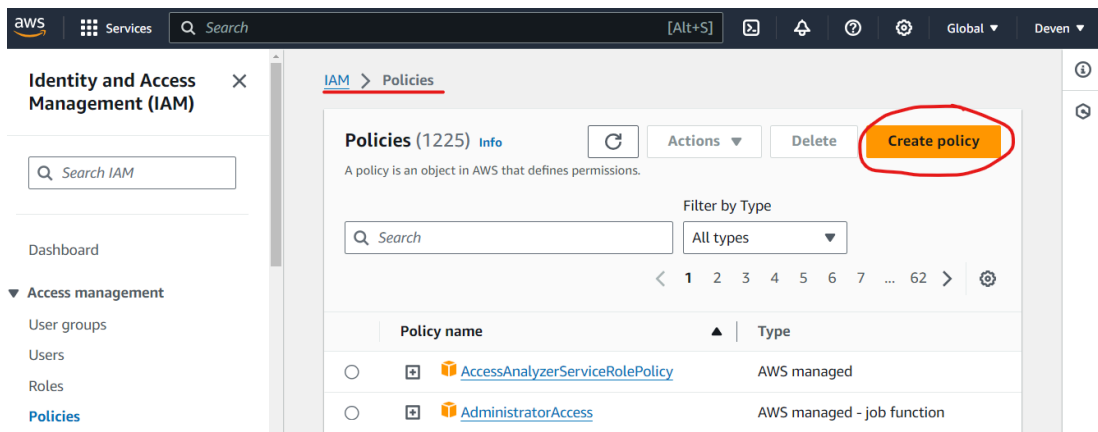 aws Services Search [Alt+S] Global Deven
Identity and Access
Management (IAM)
Search IAM
Dashboard
Access management
User groups
Users
Roles
Policies
IAM > Policies
Policies (1225) Info Actions Delete Create policy
A policy is an object in AWS that defines permissions.
Filter by Type
Search All types
< 1 2 3 4 5 6 7 ... 62 >
Policy name Type
AccessAnalyzerServiceRolePolicy AWS managed
AdministratorAccess AWS managed - job function